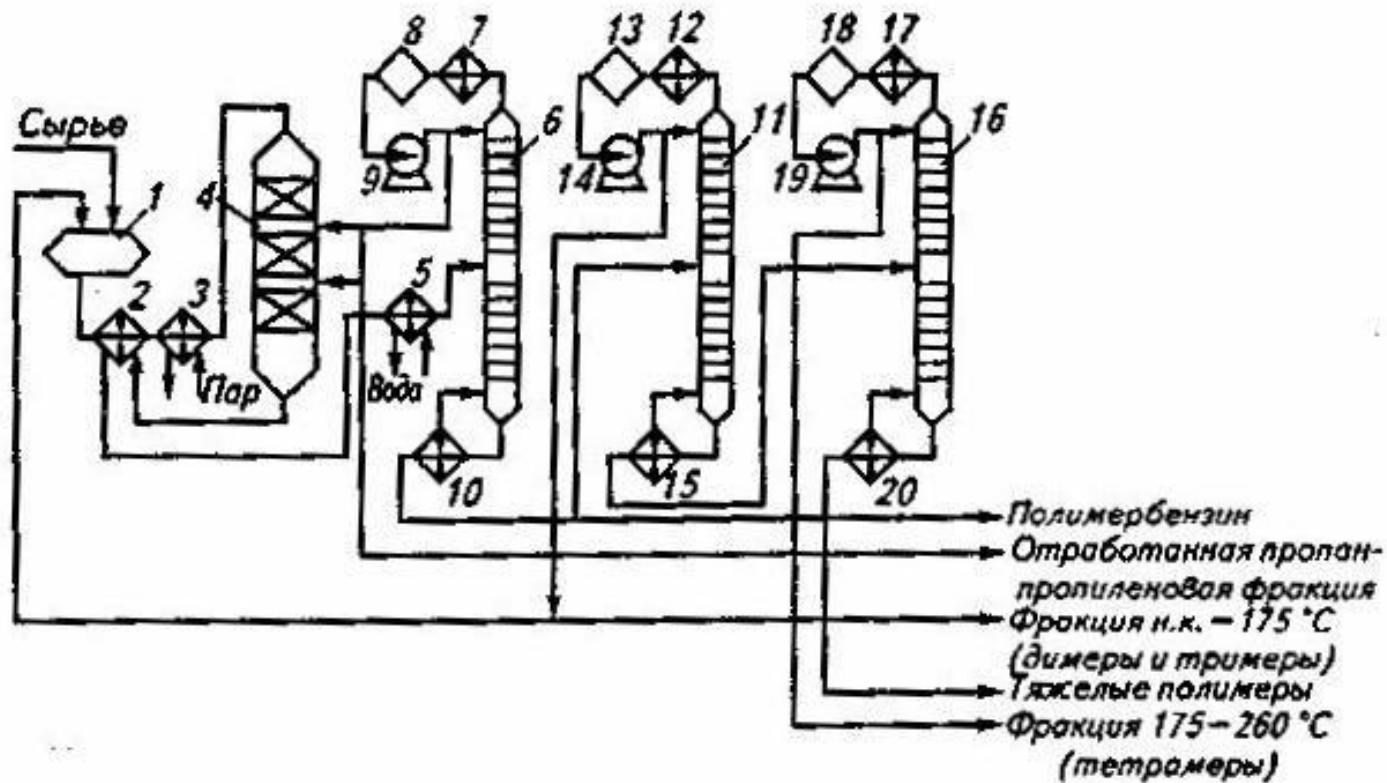 8
7
13
12
18
17
Сырье
1
4
6
11
16
9
14
19
5
2
3
Пар
Вода
10
15
20
Полимербензин
Отработанная пропан-
пропиленовая фракция
Фракция н.к. – 175 °С
(димеры и тримеры)
Тяжелые полимеры
Фракция 175 – 260 °С
(тетрамеры)